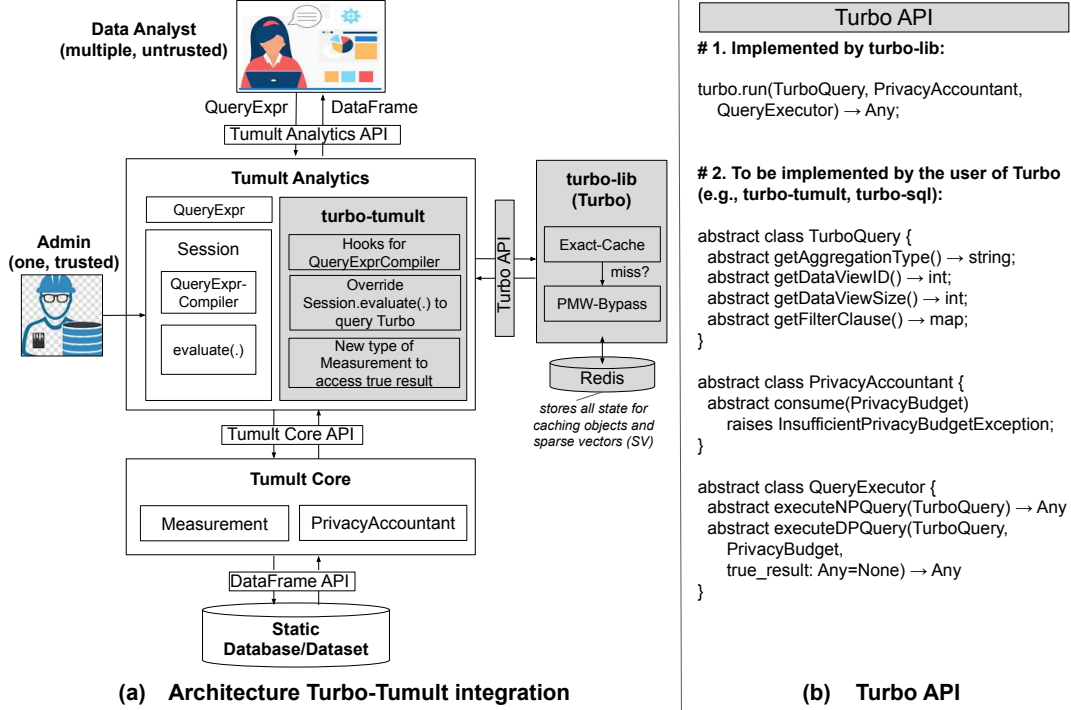 Data Analyst
(multiple, untrusted)
QueryExpr
DataFrame
Tumult Analytics API
Tumult Analytics
QueryExpr
Session
QueryExpr-
Compiler
evaluate(.)
turbo-tumult
Hooks for
QueryExprCompiler
Override
Session.evaluate(.) to
query Turbo
New type of
Measurement to
access true result
Admin
(one, trusted)
Turbo API
turbo-lib
(Turbo)
Exact-Cache
miss?
PMW-Bypass
Redis
stores all state for
caching objects and
sparse vectors (SV)
Tumult Core API
Tumult Core
Measurement
PrivacyAccountant
DataFrame API
Static
Database/Dataset
(a) Architecture Turbo-Tumult integration
Turbo API
# 1. Implemented by turbo-lib:
turbo.run(TurboQuery, PrivacyAccountant,
QueryExecutor) → Any;
# 2. To be implemented by the user of Turbo
(e.g., turbo-tumult, turbo-sql):
abstract class TurboQuery {
abstract getAggregationType() → string;
abstract getDataViewID() → int;
abstract getDataViewSize() → int;
abstract getFilterClause() → map;
}
abstract class PrivacyAccountant {
abstract consume(PrivacyBudget)
raises InsufficientPrivacyBudgetException;
}
abstract class QueryExecutor {
abstract executeNPQuery(TurboQuery) → Any
abstract executeDPQuery(TurboQuery,
PrivacyBudget,
true_result: Any=None) → Any
}
(b) Turbo API